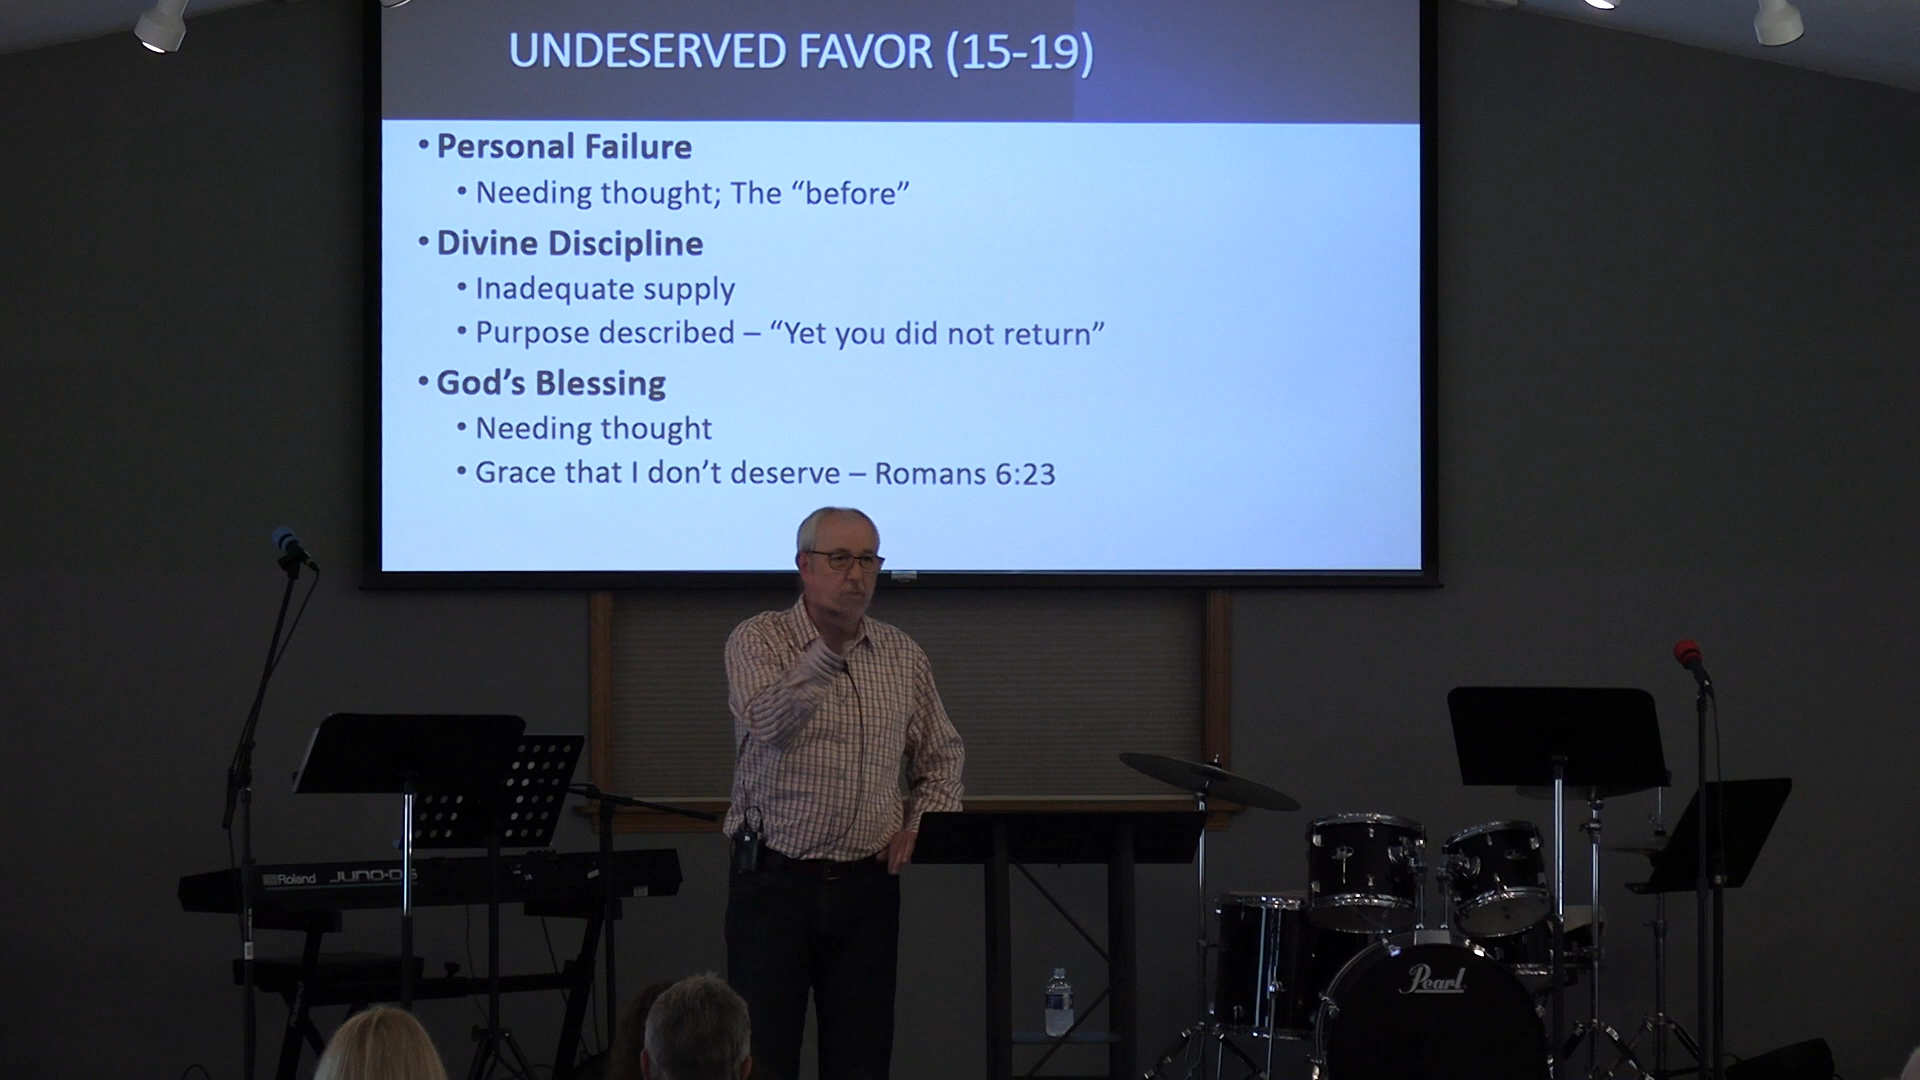 UNDESERVED FAVOR (15-19)
• Personal Failure
• Needing thought; The “before”
• Divine Discipline
• Inadequate supply
• Purpose described – “Yet you did not return”
• God’s Blessing
• Needing thought
• Grace that I don’t deserve – Romans 6:23
Roland JUNO-DS
Pearl